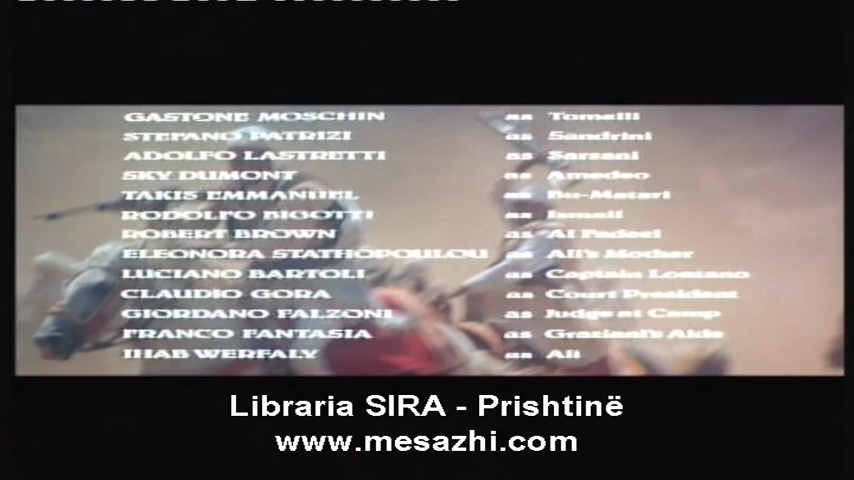 GASTONE MOSCHIN as Tomelli
STEFANO PATRIZI as Sandrini
ADOLFO LASTRETTI as Sarsani
SKY DUMONT as Amedeo
TAKIS EMMANUEL as Bu-Matari
RODOLFO BIGOTTI as Ismail
ROBERT BROWN as Al Fadeel
ELEONORA STATHOPOULOU as Ali's Mother
LUCIANO BARTOLI as Captain Lontano
CLAUDIO GORA as Court President
GIORDANO FALZONI as Judge at Camp
FRANCO FANTASIA as Graziani's Aide
IHAB WERFALY as Ali
Libraria SIRA - Prishtinë
www.mesazhi.com